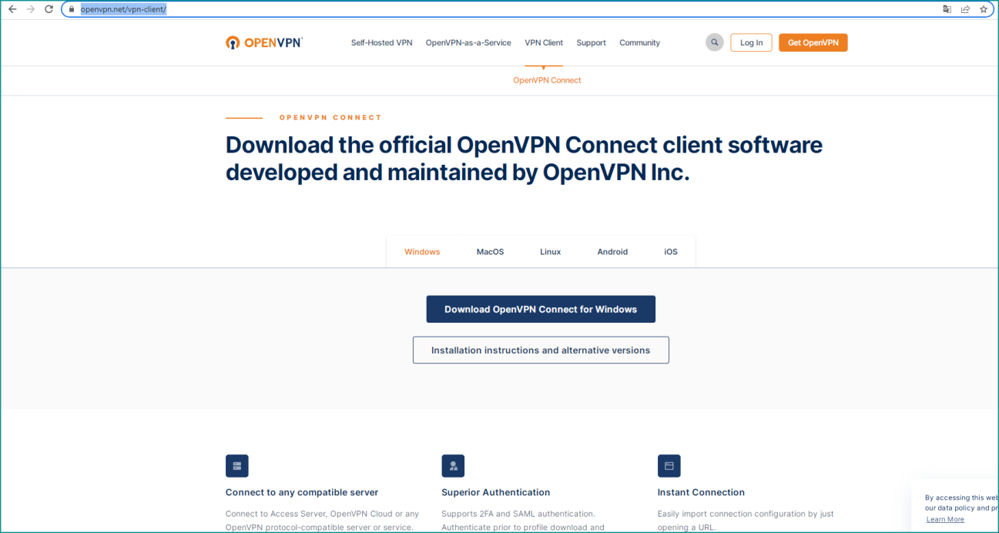 openvpn.net/vpn-client/
OPENVPN
Self-Hosted VPN OpenVPN-as-a-Service VPN Client Support Community Log In Get OpenVPN
OpenVPN Connect
OPENVPN CONNECT
Download the official OpenVPN Connect client software
developed and maintained by OpenVPN Inc.
Windows MacOS Linux Android iOS
Download OpenVPN Connect for Windows
Installation instructions and alternative versions
Connect to any compatible server
Connect to Access Server, OpenVPN Cloud or any
OpenVPN protocol-compatible server or service.
Superior Authentication
Supports 2FA and SAML authentication.
Authenticate prior to profile download and
Instant Connection
Easily import connection configuration by just
opening a URL.
By accessing this web
our data policy and pr
Learn More